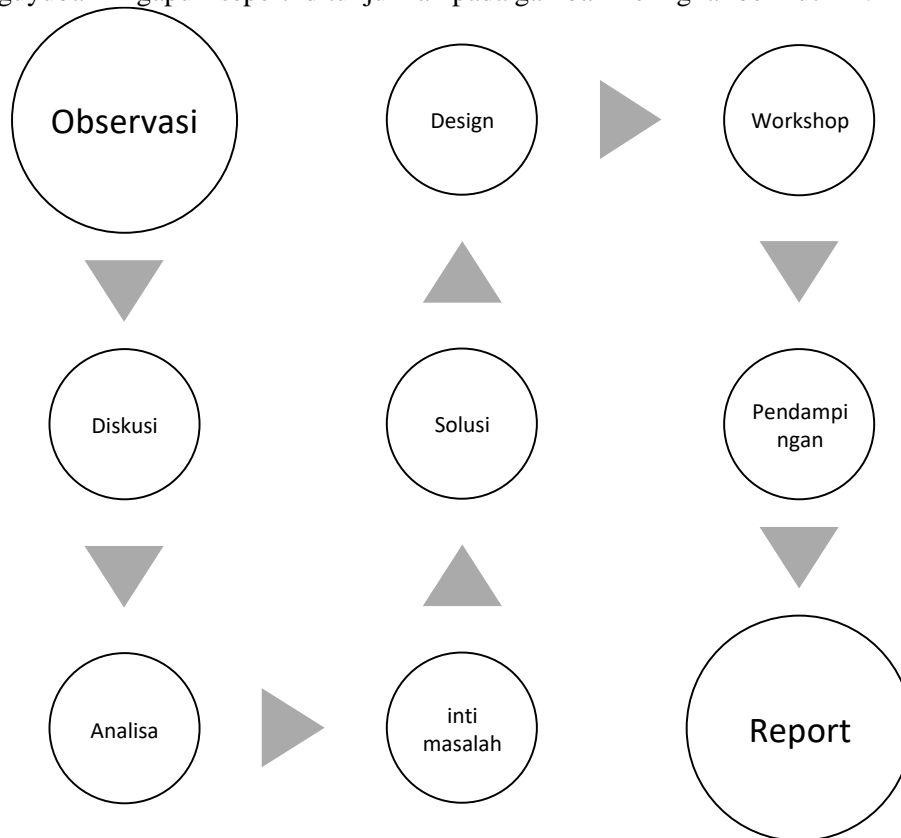 Observasi
Diskusi
Analisa
inti
masalah
Solusi
Design
Workshop
Pendampi
ngan
Report